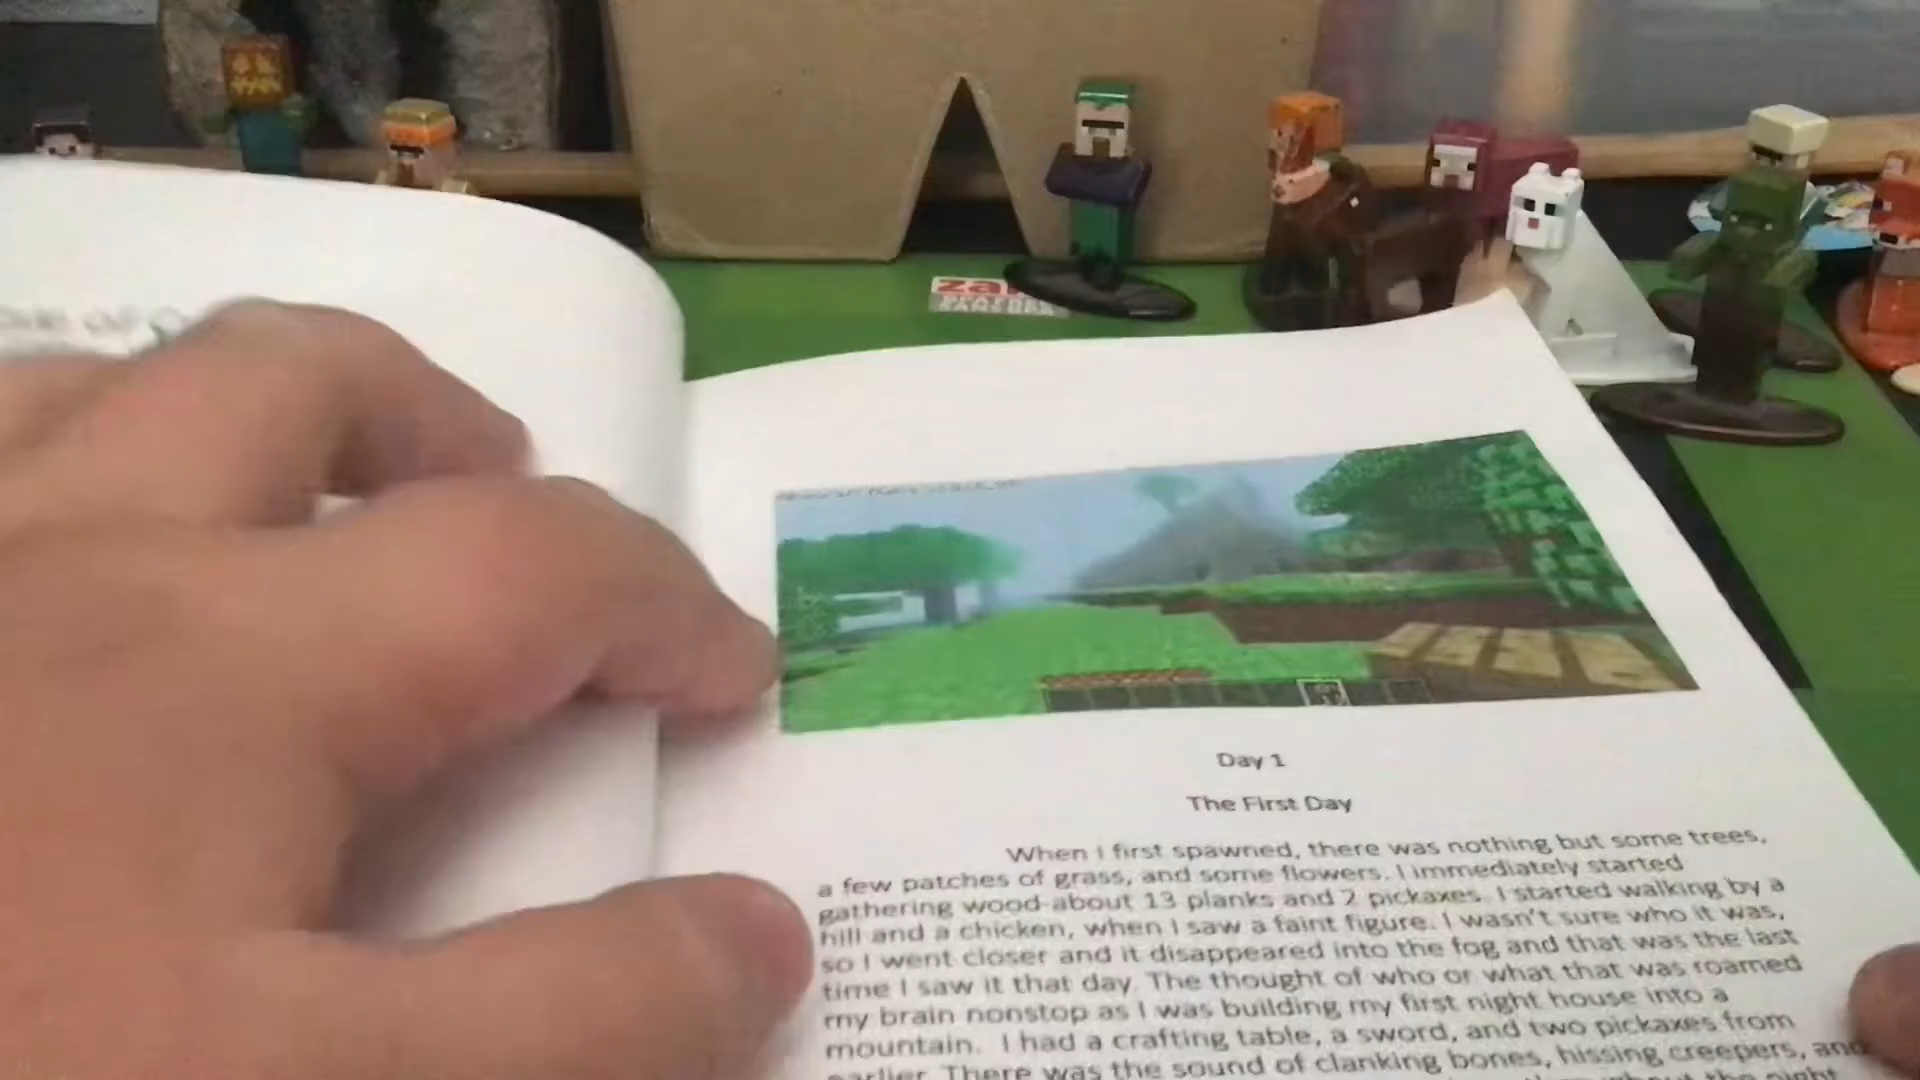 Day 1
The First Day
When I first spawned, there was nothing but some trees,
a few patches of grass, and some flowers. I immediately started
gathering wood-about 13 planks and 2 pickaxes. I started walking by a
hill and a chicken, when I saw a faint figure. I wasn't sure who it was,
so I went closer and it disappeared into the fog and that was the last
time I saw it that day. The thought of who or what that was roamed
my brain nonstop as I was building my first night house into a
mountain. I had a crafting table, a sword, and two pickaxes from
earlier. There was the sound of clanking bones, hissing creepers, and
the night